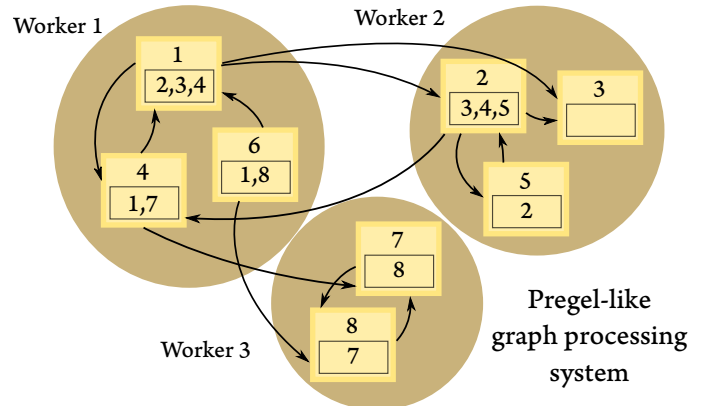 Worker 1
1
2,3,4
4
1,7
6
1,8
Worker 2
2
3,4,5
3
5
2
Worker 3
7
8
8
7
Pregel-like
graph processing
system